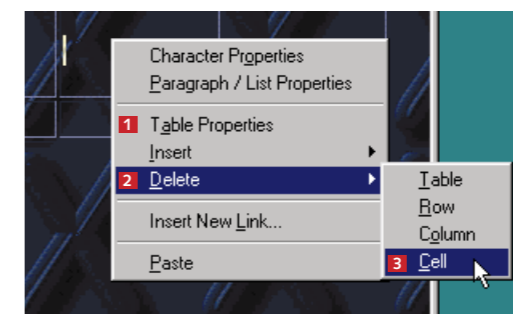 Character Properties
Paragraph / List Properties
1 Table Properties
Insert
2 Delete
Insert New Link...
Paste
Table
Row
Column
3 Cell